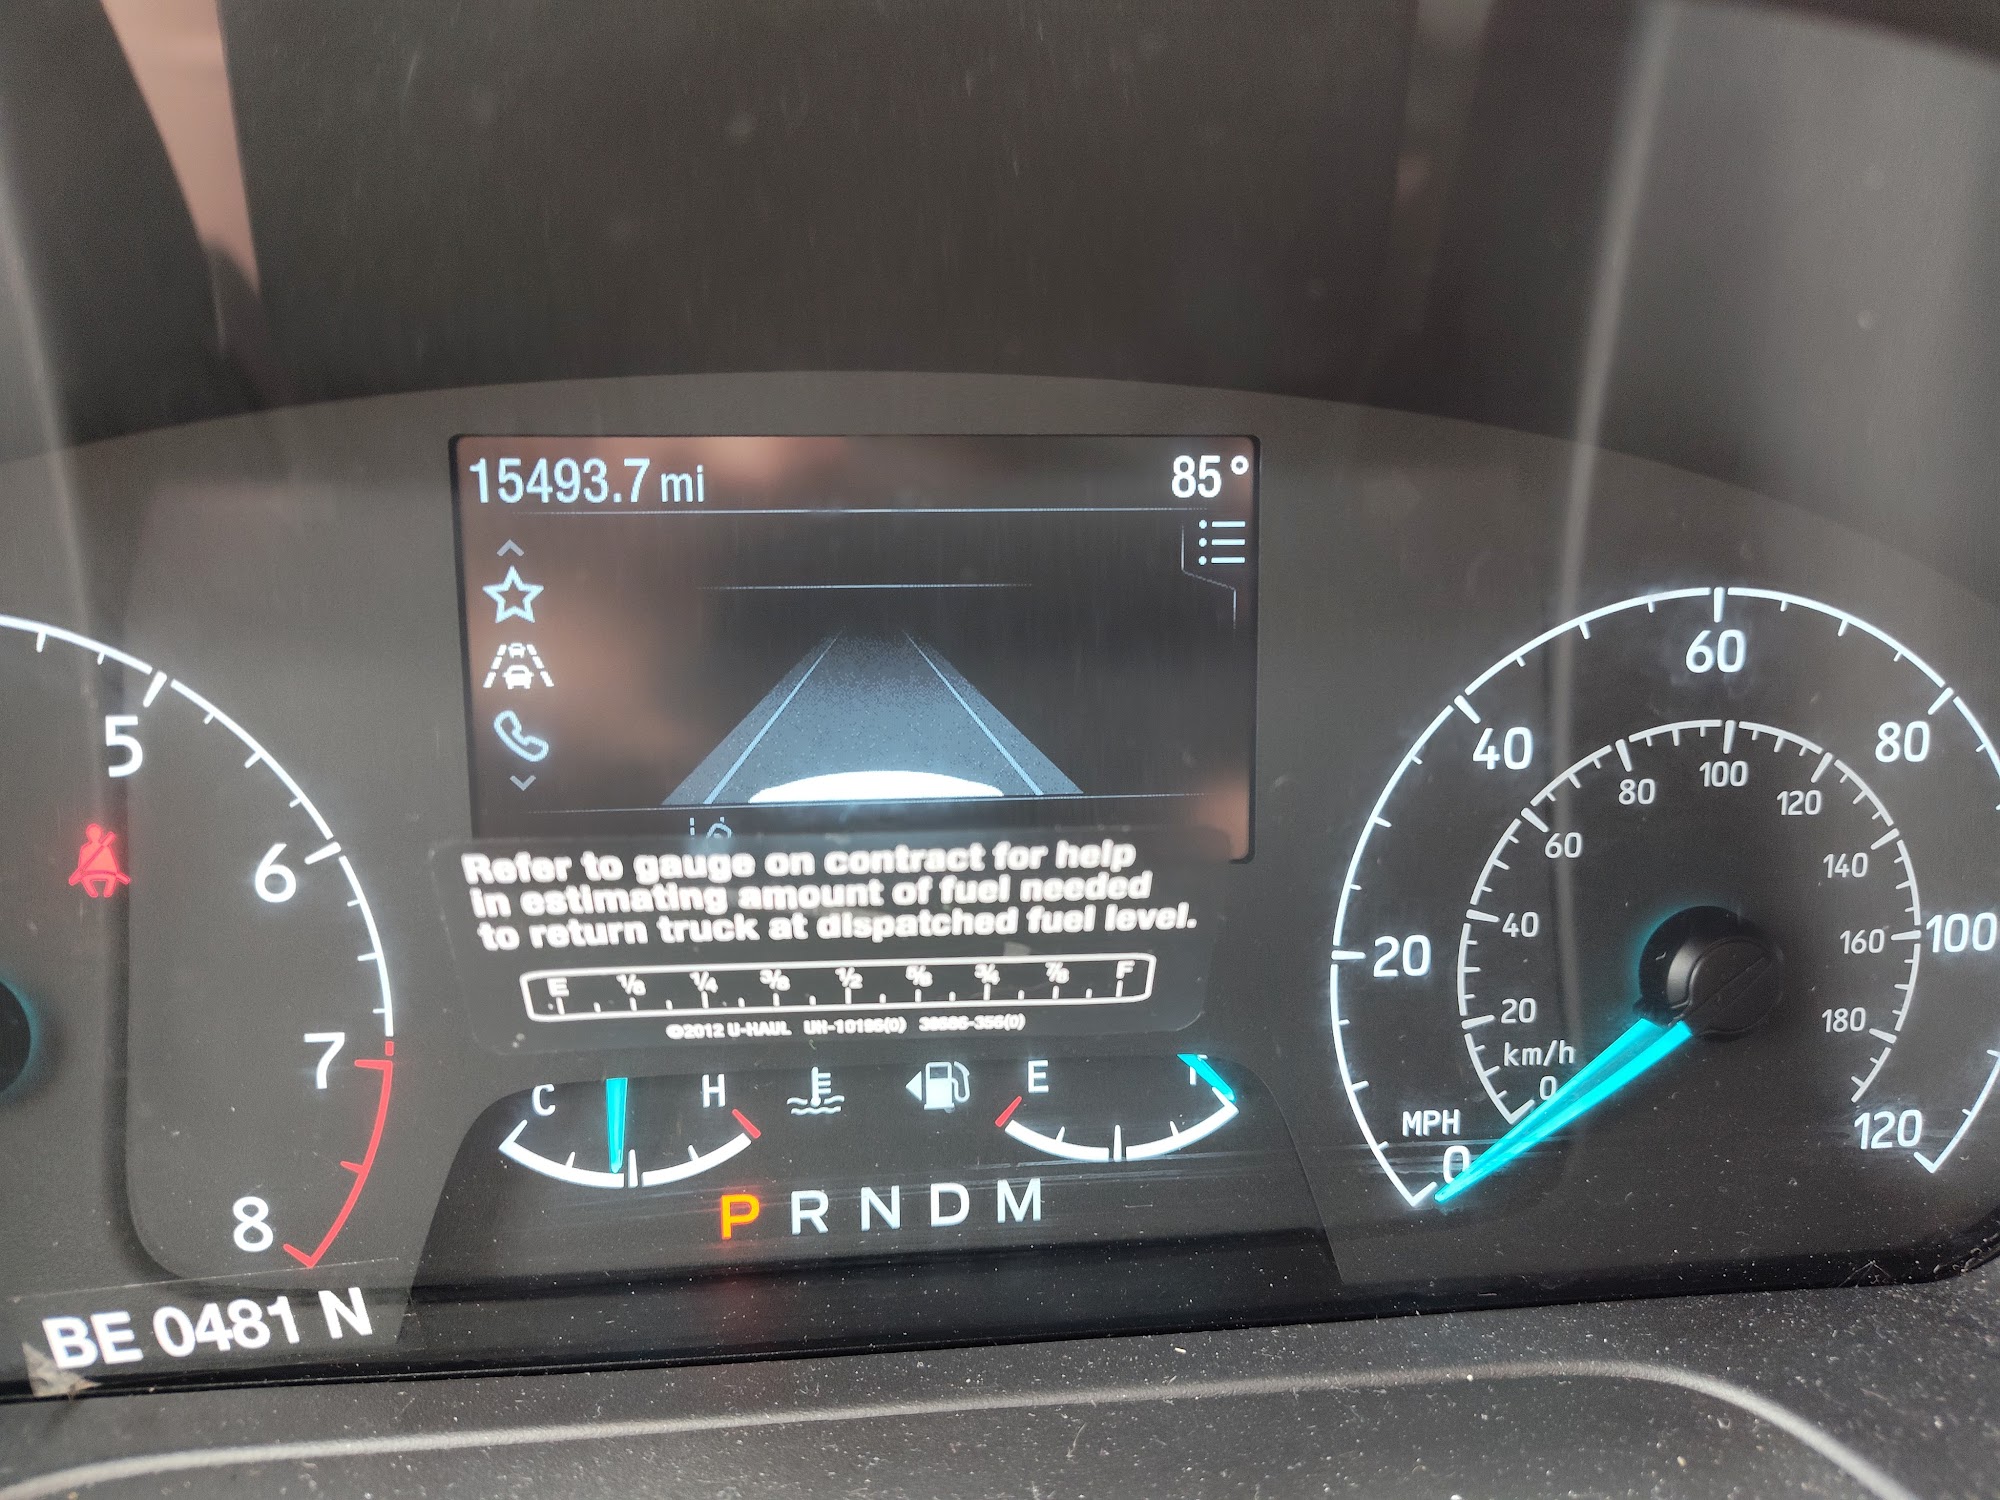 15493.7 mi 85°
5
6
7
8
Refer to gauge on contract for help
in estimating amount of fuel needed
to return truck at dispatched fuel level.
E 1/8 1/4 3/8 1/2 5/8 3/4 7/8 F
©2012 U-HAUL UH-10196(0)
C H
E
P R N D M
BE 0481 N
0 20 40 60 80 100 120
MPH
0 20 40 60 80 100 120 140 160 180
km/h